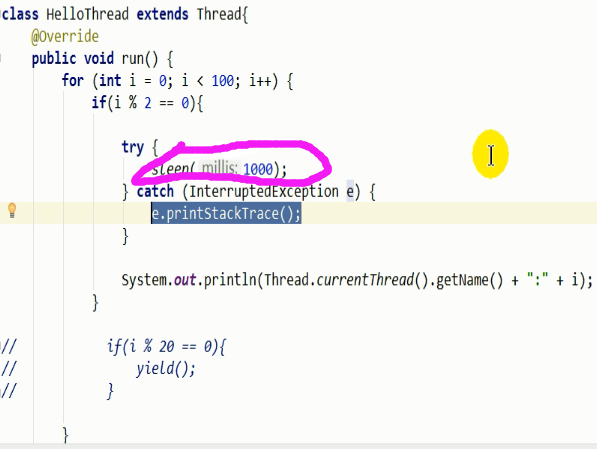 class HelloThread extends Thread{
@Override
public void run() {
for (int i = 0; i < 100; i++) {
if(i % 2 == 0){
try {
sleep( millis: 1000);
} catch (InterruptedException e) {
e.printStackTrace();
}
System.out.println(Thread.currentThread().getName() + ":" + i);
}
// if(i % 20 == 0){
// yield();
// }
}